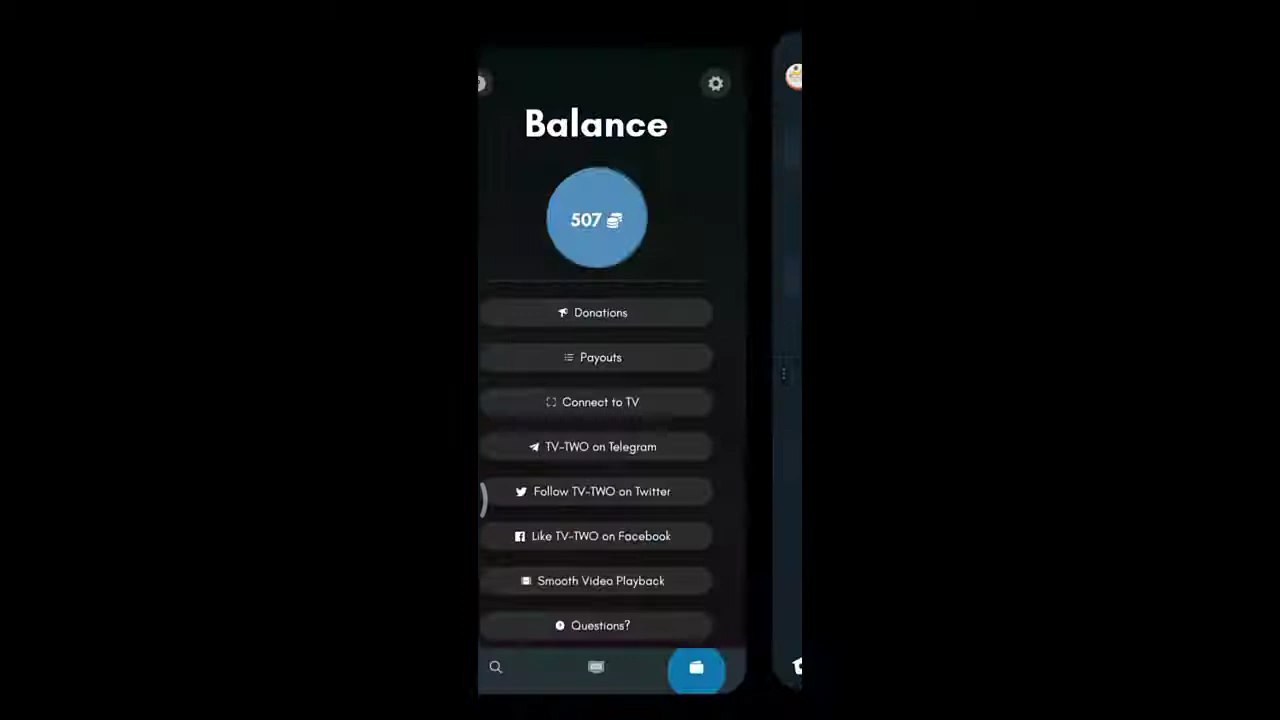 Balance
507
Donations
Payouts
Connect to TV
TV-TWO on Telegram
Follow TV-TWO on Twitter
Like TV-TWO on Facebook
Smooth Video Playback
Questions?